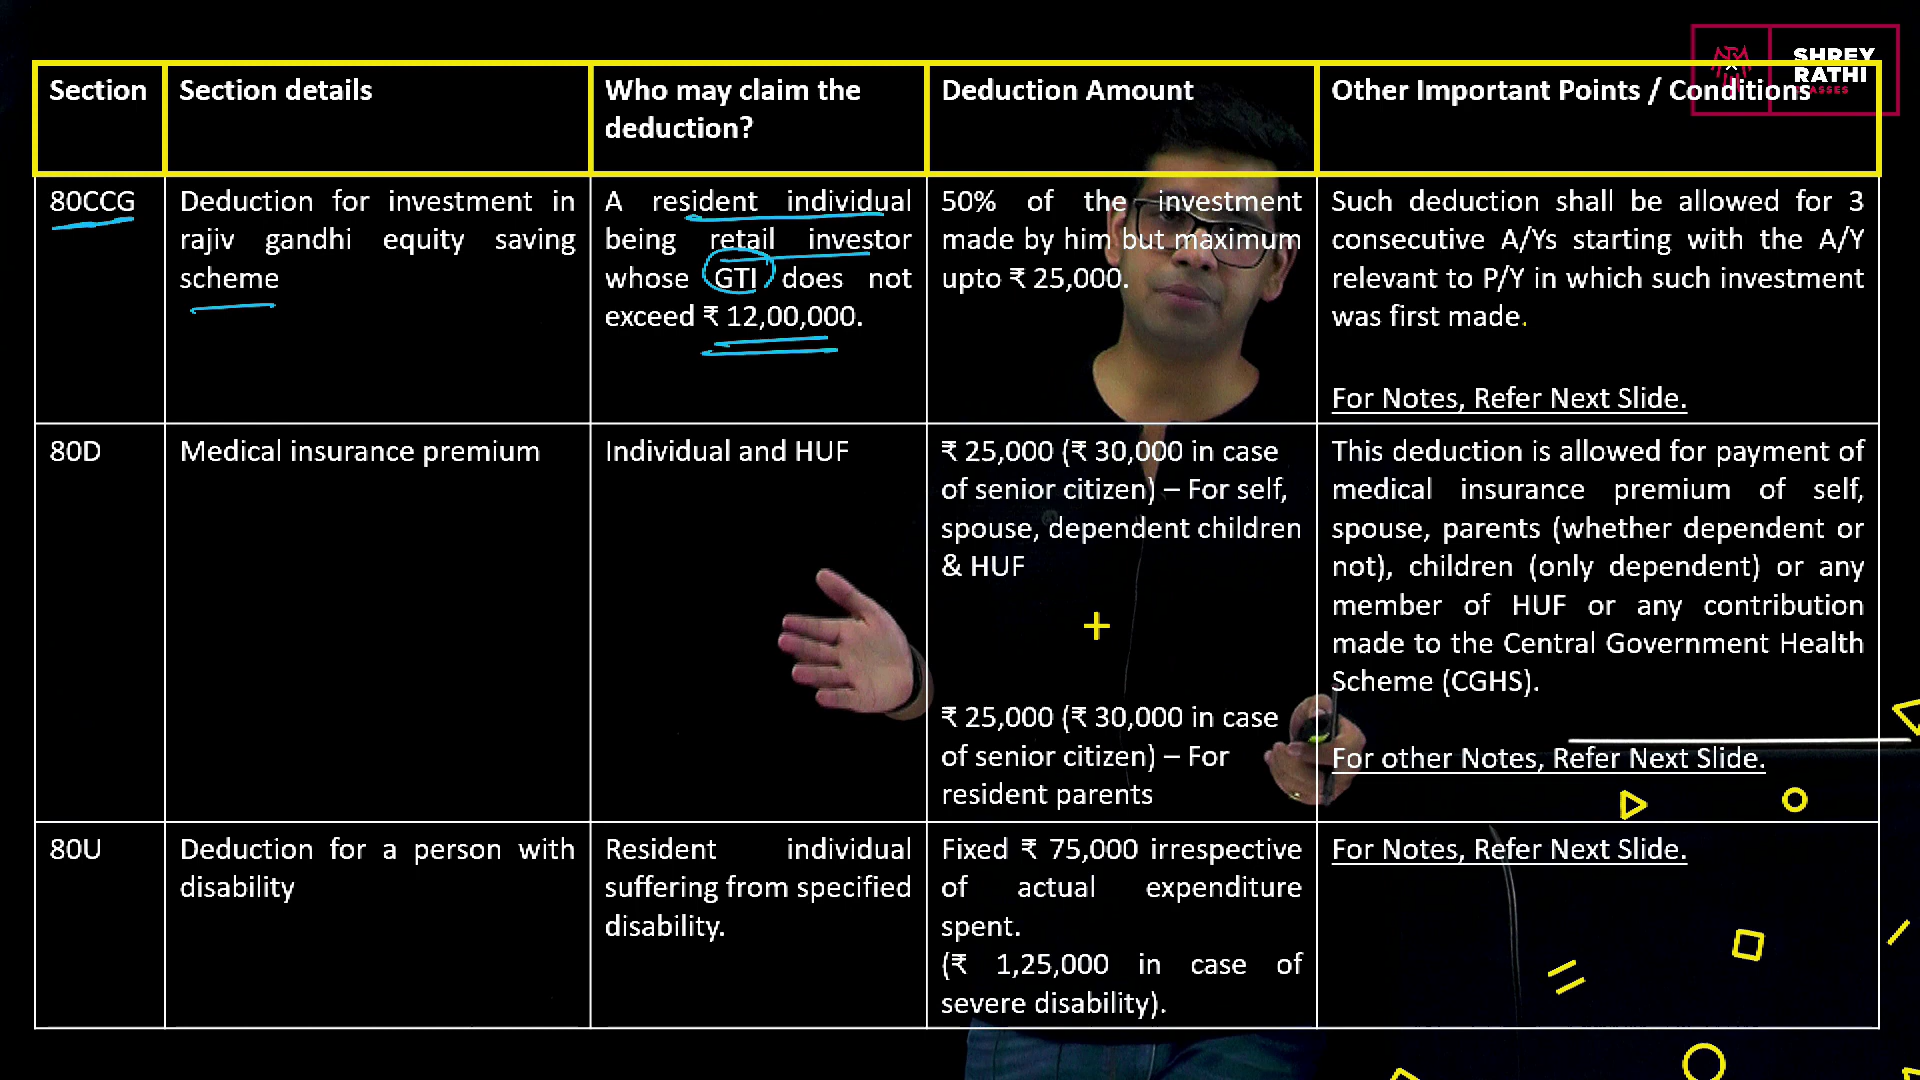 SHREY
RATHI
CLASSES
Section
Section details
Who may claim the
deduction?
Deduction Amount
Other Important Points / Conditions
80CCG
Deduction for investment in
rajiv gandhi equity saving
scheme
A resident individual
being retail investor
whose GTI does not
exceed ₹ 12,00,000.
50% of the investment
made by him but maximum
upto ₹ 25,000.
Such deduction shall be allowed for 3
consecutive A/Ys starting with the A/Y
relevant to P/Y in which such investment
was first made.
For Notes, Refer Next Slide.
80D
Medical insurance premium
Individual and HUF
₹ 25,000 (₹ 30,000 in case
of senior citizen) – For self,
spouse, dependent children
& HUF
+
₹ 25,000 (₹ 30,000 in case
of senior citizen) – For
resident parents
This deduction is allowed for payment of
medical insurance premium of self,
spouse, parents (whether dependent or
not), children (only dependent) or any
member of HUF or any contribution
made to the Central Government Health
Scheme (CGHS).
For other Notes, Refer Next Slide.
80U
Deduction for a person with
disability
Resident individual
suffering from specified
disability.
Fixed ₹ 75,000 irrespective
of actual expenditure
spent.
(₹ 1,25,000 in case of
severe disability).
For Notes, Refer Next Slide.